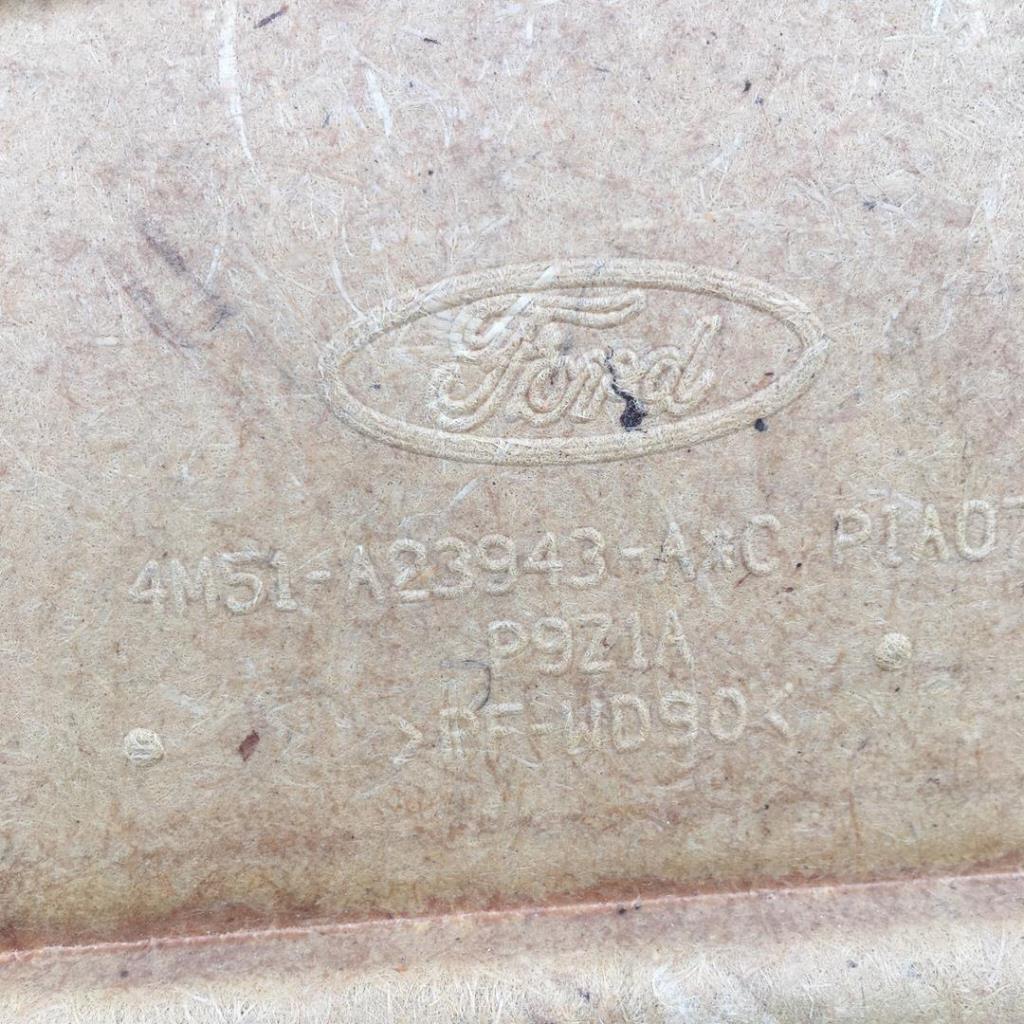 Ford
4M51-A23943-A*C PIA07
P9Z1A
>PF-WD90<